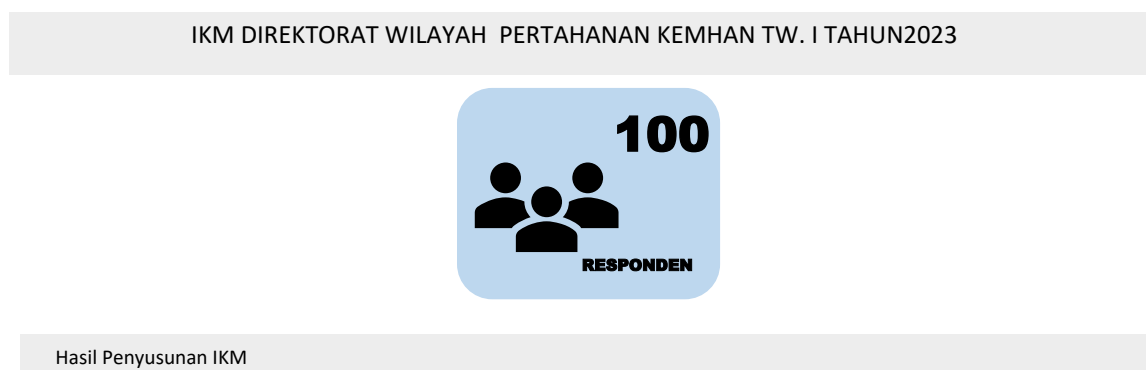 IKM DIREKTORAT WILAYAH  PERTAHANAN KEMHAN TW. I TAHUN2023
100
RESPONDEN
Hasil Penyusunan IKM